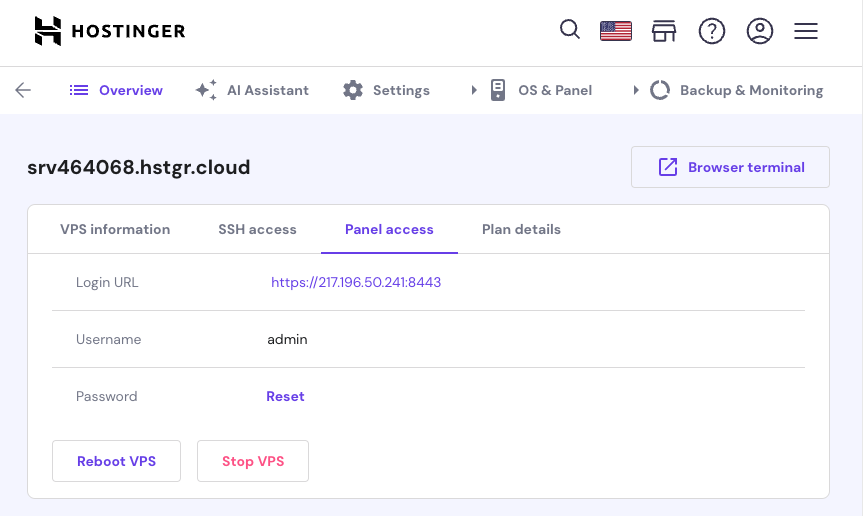 HOSTINGER
Overview AI Assistant Settings OS & Panel Backup & Monitoring
srv464068.hstgr.cloud Browser terminal
VPS information SSH access Panel access Plan details
Login URL https://217.196.50.241:8443
Username admin
Password Reset
Reboot VPS Stop VPS